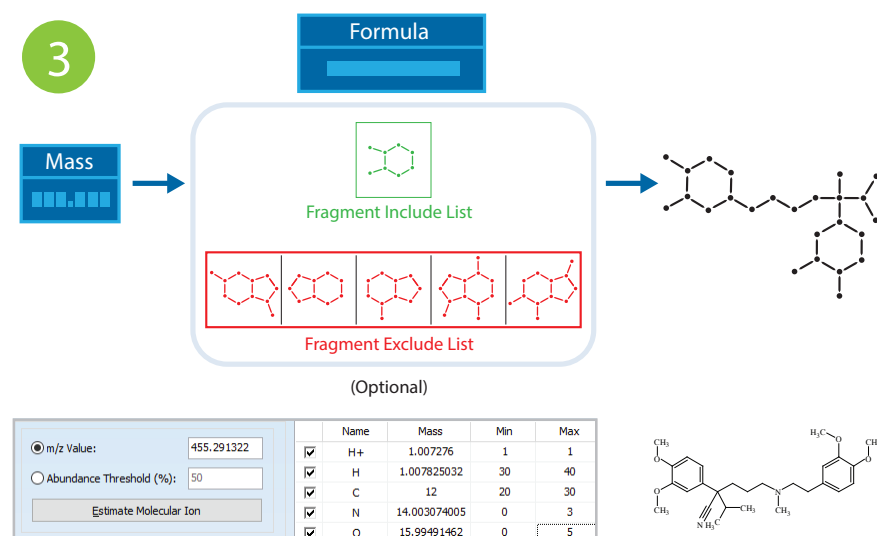 3
Formula
Mass
Fragment Include List
Fragment Exclude List
(Optional)
m/z Value: 455.291322
Abundance Threshold (%): 50
Estimate Molecular Ion
Name Mass Min Max
H+ 1.007276 1 1
H 1.007825032 30 40
C 12 20 30
N 14.003074005 0 3
O 15.99491462 0 5
H₃C
O
CH₃
O
CH₃
O
O
CH₃
N
CH₃
N
H₃C
CH₃